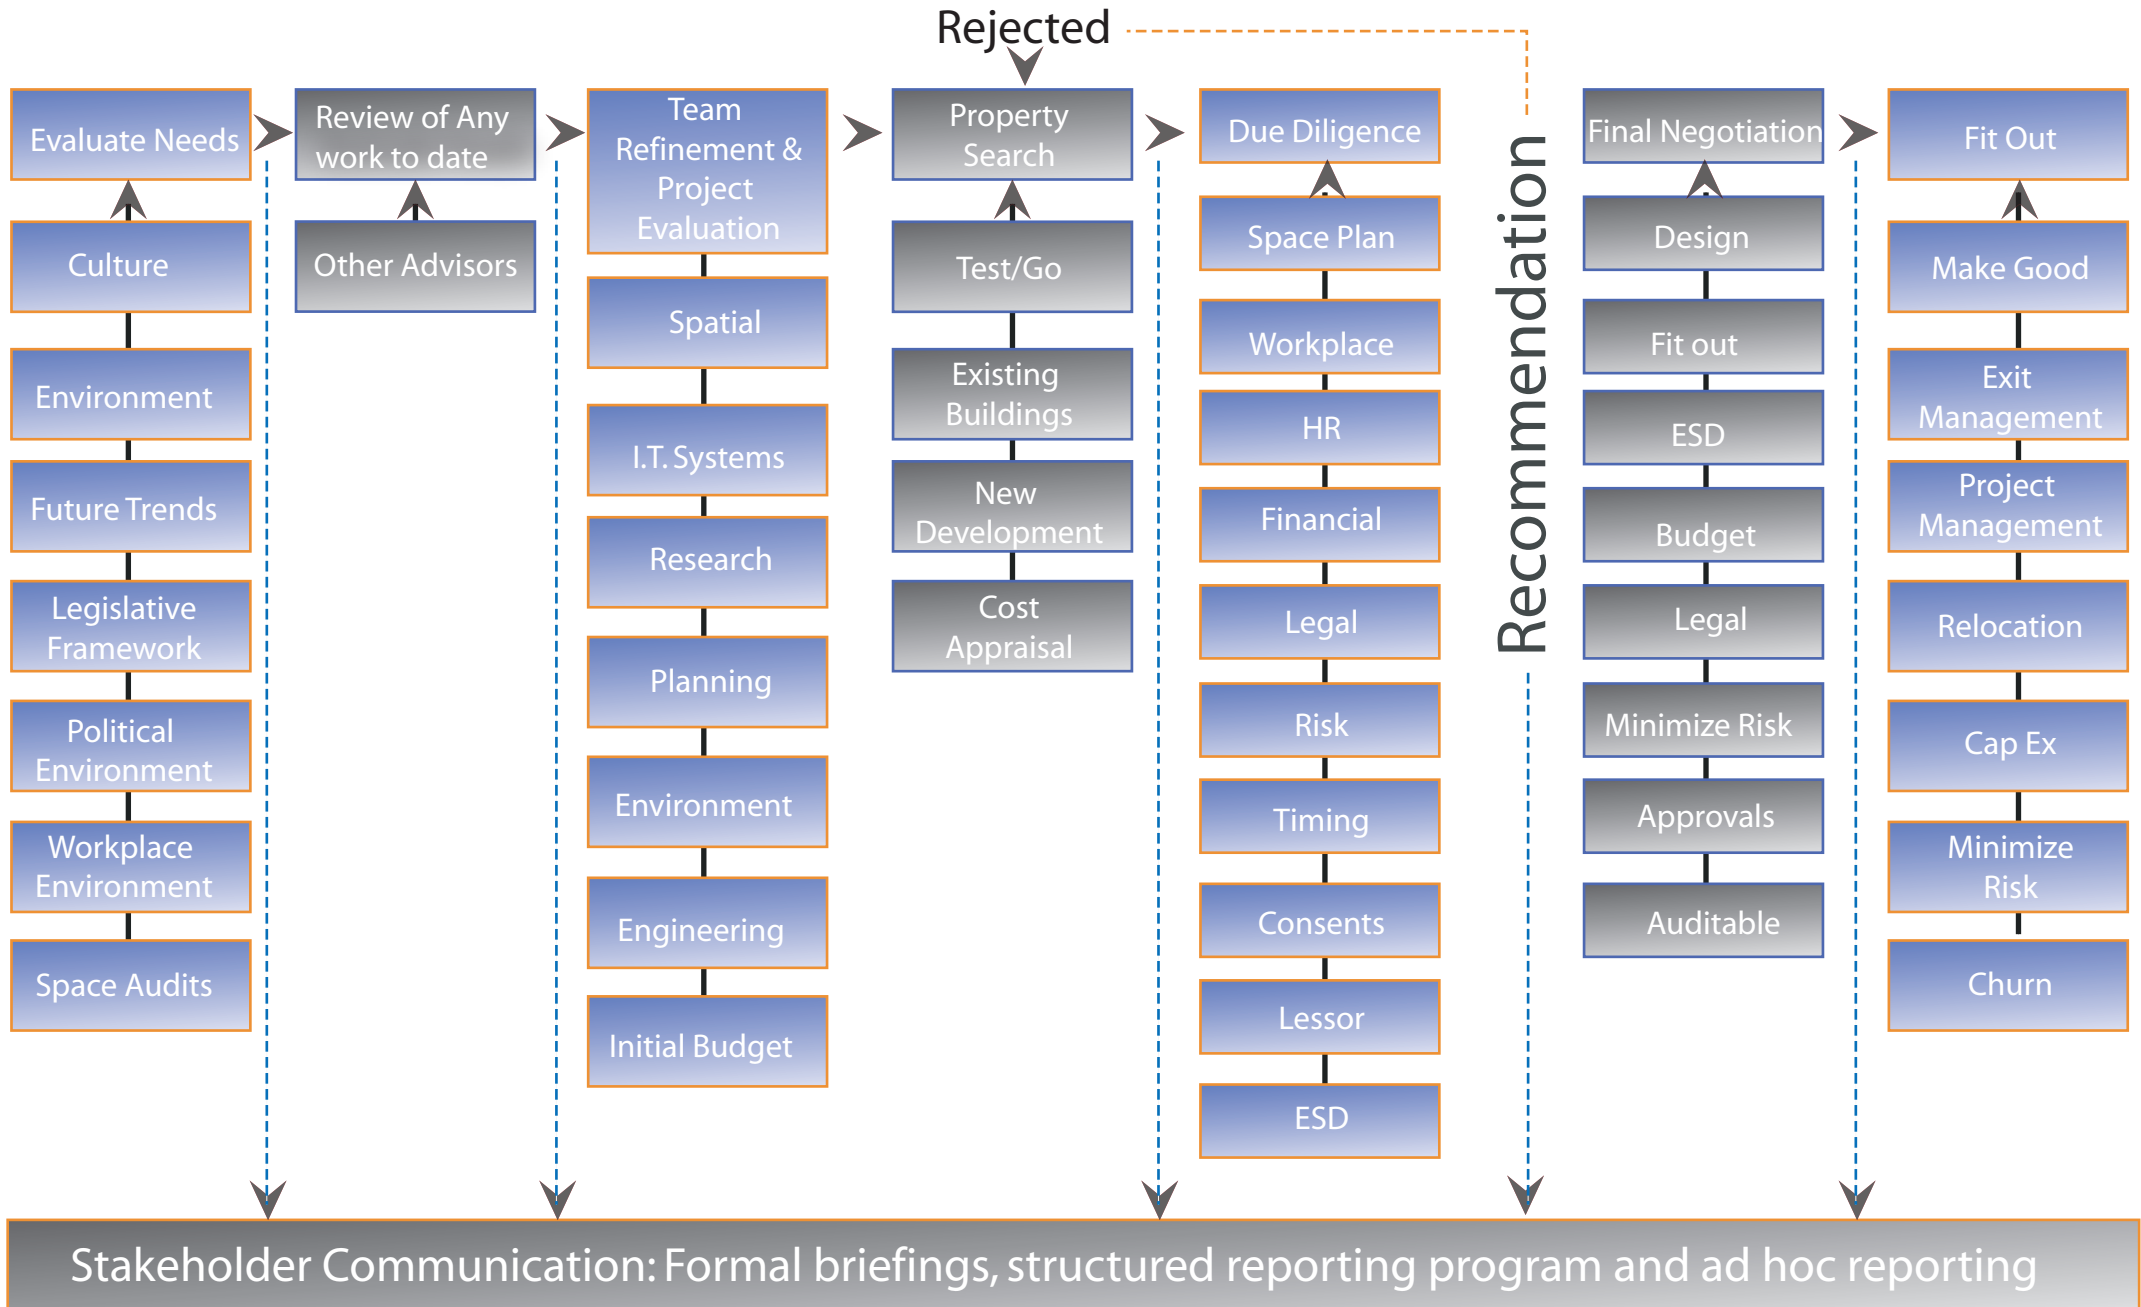 Rejected
Evaluate Needs
Culture
Environment
Future Trends
Legislative
Framework
Political
Environment
Workplace
Environment
Space Audits
Review of Any
work to date
Other Advisors
Team
Refinement &
Project
Evaluation
Spatial
I.T. Systems
Research
Planning
Environment
Engineering
Initial Budget
Property
Search
Test/Go
Existing
Buildings
New
Development
Cost
Appraisal
Due Diligence
Space Plan
Workplace
HR
Financial
Legal
Risk
Timing
Consents
Lessor
ESD
Recommendation
Final Negotiation
Design
Fit out
ESD
Budget
Legal
Minimize Risk
Approvals
Auditable
Fit Out
Make Good
Exit
Management
Project
Management
Relocation
Cap Ex
Minimize
Risk
Churn
Stakeholder Communication: Formal briefings, structured reporting program and ad hoc reporting